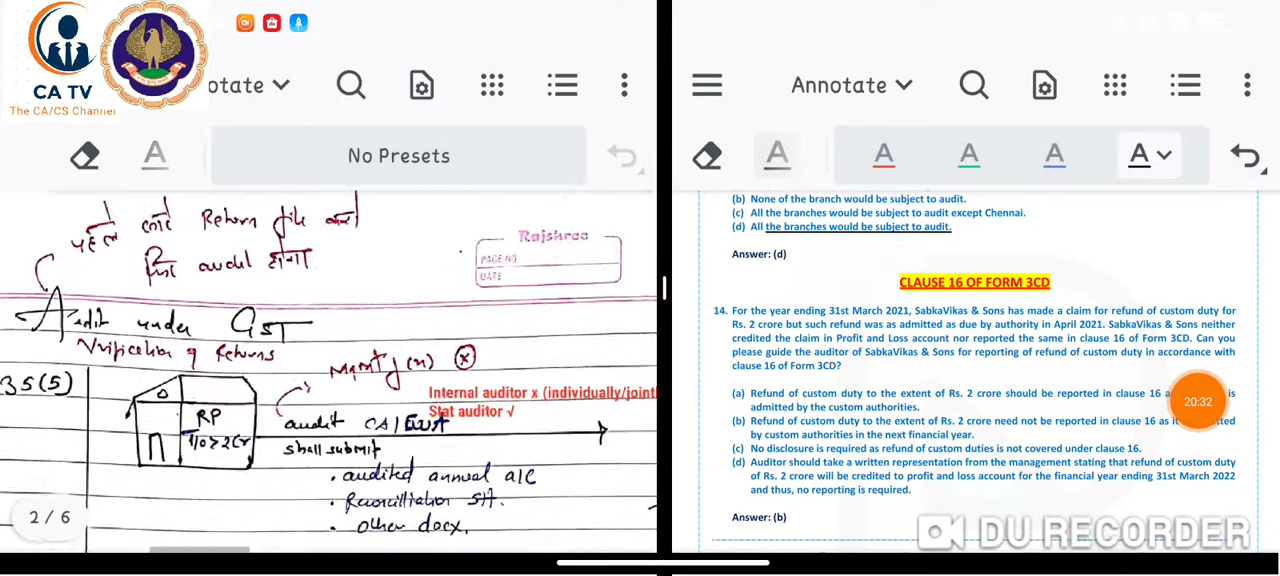 CA TV
The CA/CS Channel
otate
No Presets
पहले कोई Return file करो
फिर audit होगा
Rajshree
PAGE NO
DATE
Audit under GST
Verification of Returns
35(5)
RP
T/O > 2Cr
Mgmt (n) x
Internal auditor x (individually/joint
Stat auditor √
audit CA/
shall submit
• audited annual a/c
• Reconcilliation St.
• other docx.
2 / 6
Annotate
(b) None of the branch would be subject to audit.
(c) All the branches would be subject to audit except Chennai.
(d) All the branches would be subject to audit.
Answer: (d)
CLAUSE 16 OF FORM 3CD
14. For the year ending 31st March 2021, SabkaVikas & Sons has made a claim for refund of custom duty for
Rs. 2 crore but such refund was as admitted as due by authority in April 2021. SabkaVikas & Sons neither
credited the claim in Profit and Loss account nor reported the same in clause 16 of Form 3CD. Can you
please guide the auditor of SabkaVikas & Sons for reporting of refund of custom duty in accordance with
clause 16 of Form 3CD?
(a) Refund of custom duty to the extent of Rs. 2 crore should be reported in clause 16 a is
admitted by the custom authorities.
(b) Refund of custom duty to the extent of Rs. 2 crore need not be reported in clause 16 as i tted
by custom authorities in the next financial year.
(c) No disclosure is required as refund of custom duties is not covered under clause 16.
(d) Auditor should take a written representation from the management stating that refund of custom duty
of Rs. 2 crore will be credited to profit and loss account for the financial year ending 31st March 2022
and thus, no reporting is required.
Answer: (b)
20:32
DU RECORDER